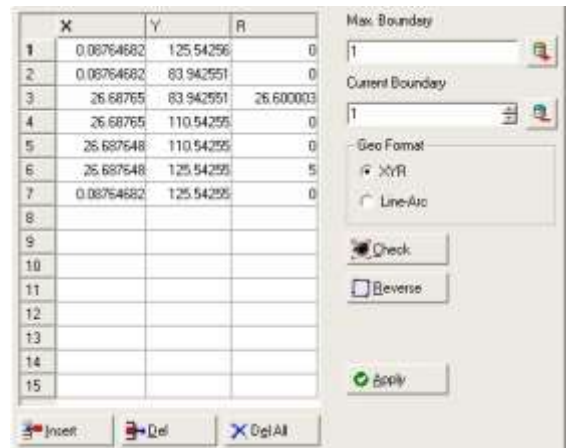 X Y R
1 0.08764682 125.54256 0
2 0.08764682 83.942551 0
3 26.68765 83.942551 26.600003
4 26.68765 110.54255 0
5 26.687648 110.54255 0
6 26.687648 125.54255 5
7 0.08764682 125.54255 0
8
9
10
11
12
13
14
15
Insert Del Del All
Max. Boundary
1
Current Boundary
1
Geo Format
XYR
Line-Arc
Check
Reverse
Apply